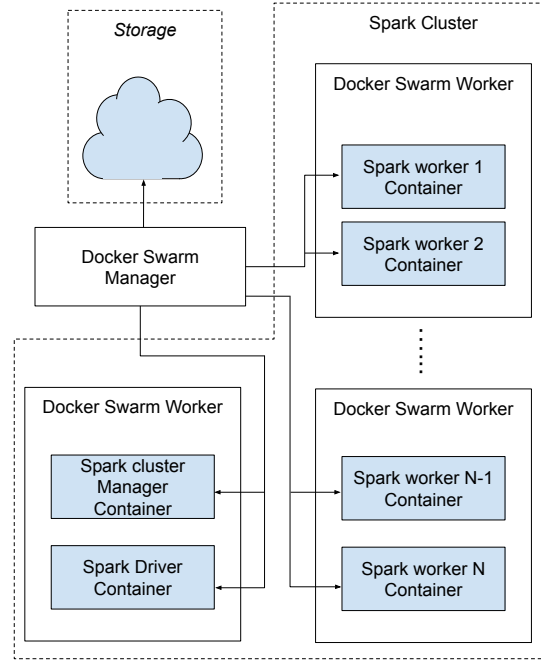 Storage
Spark Cluster
Docker Swarm Worker
Spark worker 1
Container
Spark worker 2
Container
Docker Swarm
Manager
Docker Swarm Worker
Spark cluster
Manager
Container
Spark Driver
Container
Docker Swarm Worker
Spark worker N-1
Container
Spark worker N
Container